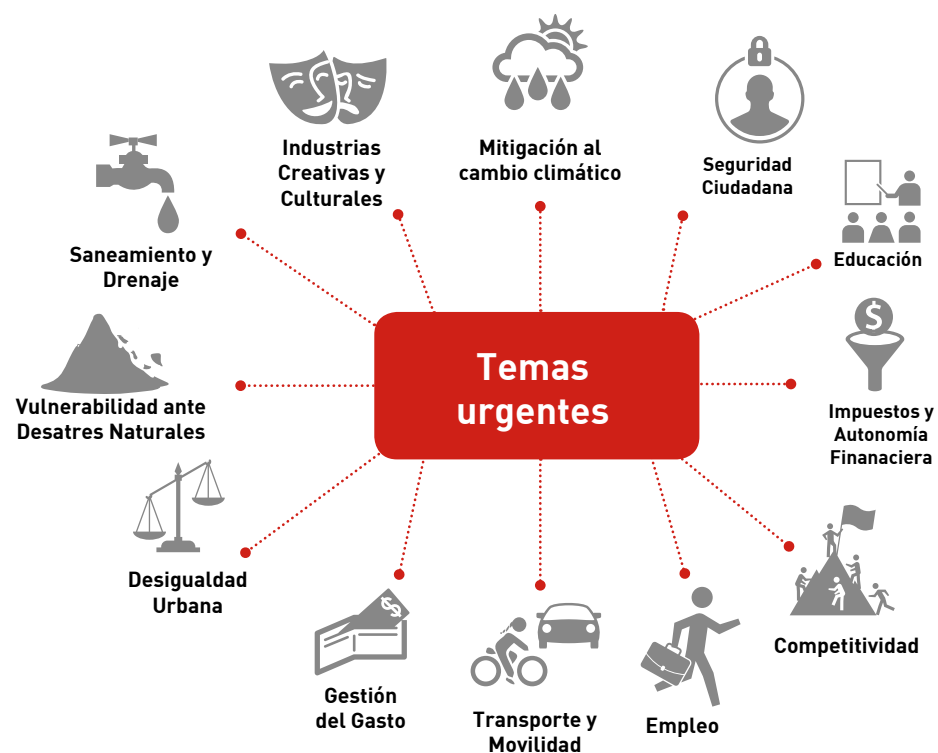 Industrias
Creativas y
Culturales
Mitigación al
cambio climático
Seguridad
Ciudadana
Saneamiento y
Drenaje
Educación
$
Temas
urgentes
Vulnerabilidad ante
Desatres Naturales
Impuestos y
Autonomía
Finanaciera
Desigualdad
Urbana
$
Gestión
del Gasto
Transporte y
Movilidad
Empleo
Competitividad